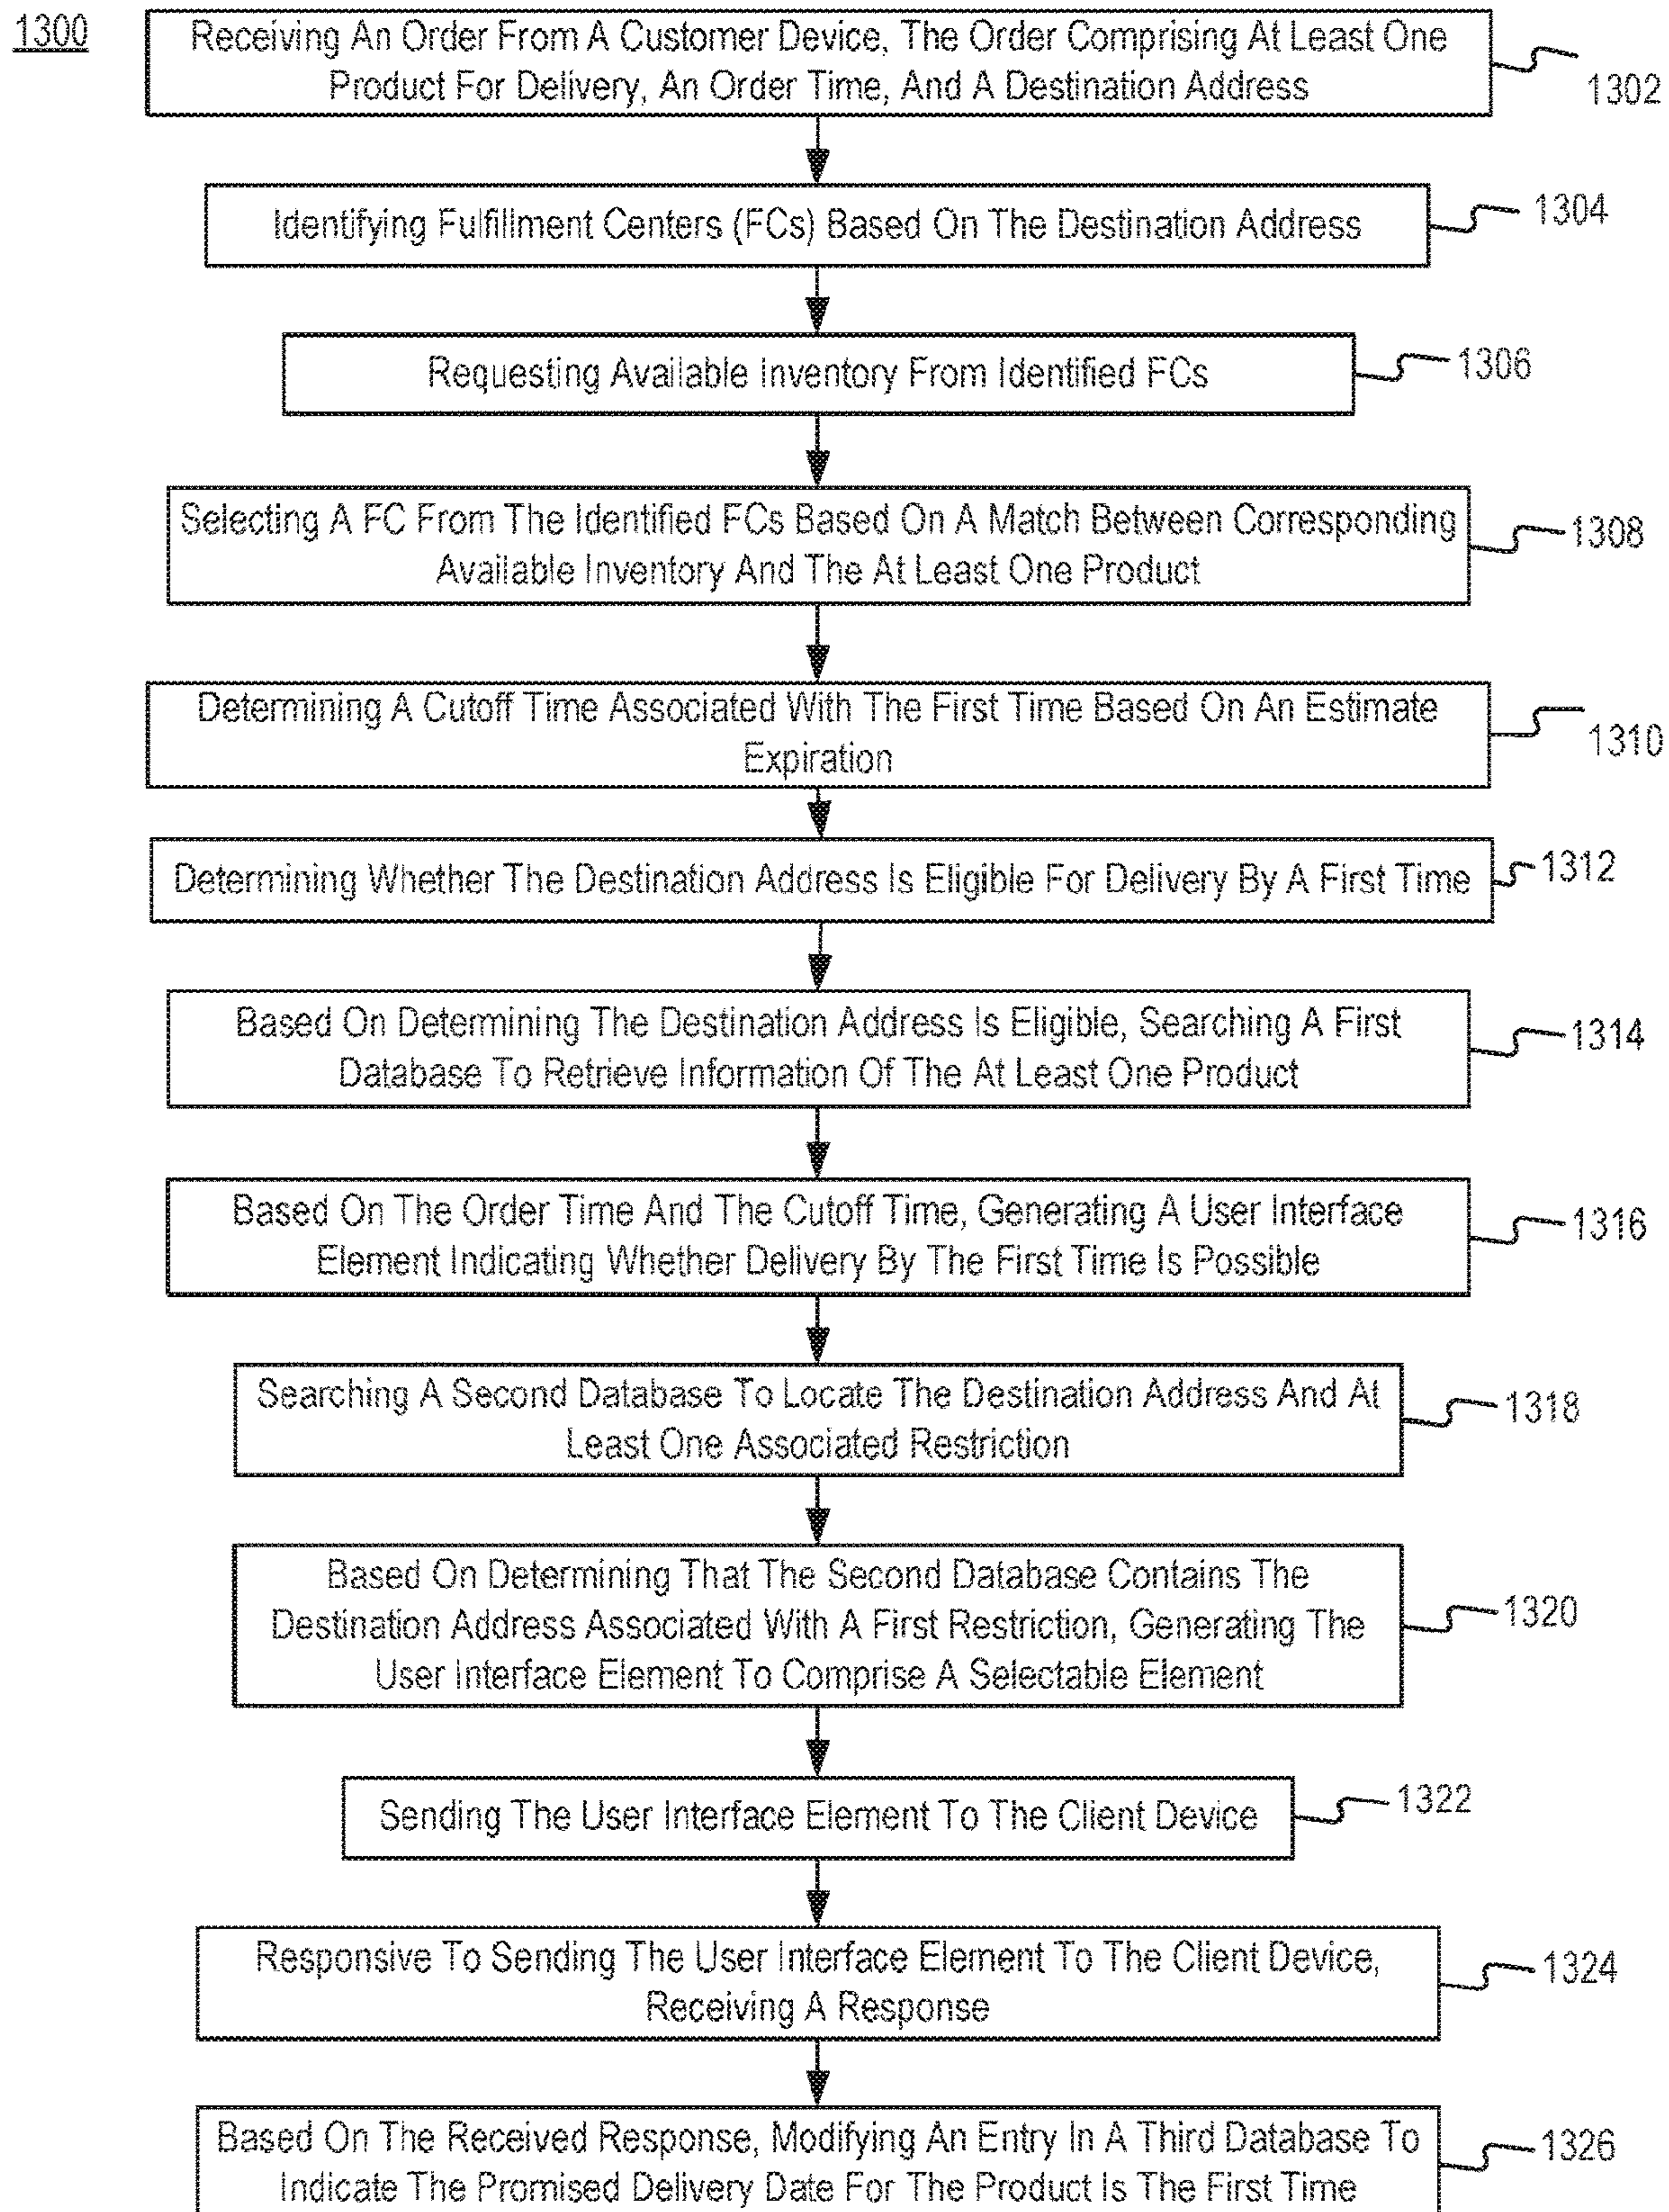 1300
Receiving An Order From A Customer Device, The Order Comprising At Least One
Product For Delivery, An Order Time, And A Destination Address
1302
Identifying Fulfillment Centers (FCs) Based On The Destination Address
1304
Requesting Available Inventory From Identified FCs
1306
Selecting A FC From The Identified FCs Based On A Match Between Corresponding
Available Inventory And The At Least One Product
1308
Determining A Cutoff Time Associated With The First Time Based On An Estimate
Expiration
1310
Determining Whether The Destination Address Is Eligible For Delivery By A First Time
1312
Based On Determining The Destination Address Is Eligible, Searching A First
Database To Retrieve Information Of The At Least One Product
1314
Based On The Order Time And The Cutoff Time, Generating A User Interface
Element Indicating Whether Delivery By The First Time Is Possible
1316
Searching A Second Database To Locate The Destination Address And At
Least One Associated Restriction
1318
Based On Determining That The Second Database Contains The
Destination Address Associated With A First Restriction, Generating The
User Interface Element To Comprise A Selectable Element
1320
Sending The User Interface Element To The Client Device
1322
Responsive To Sending The User Interface Element To The Client Device,
Receiving A Response
1324
Based On The Received Response, Modifying An Entry In A Third Database To
Indicate The Promised Delivery Date For The Product Is The First Time
1326